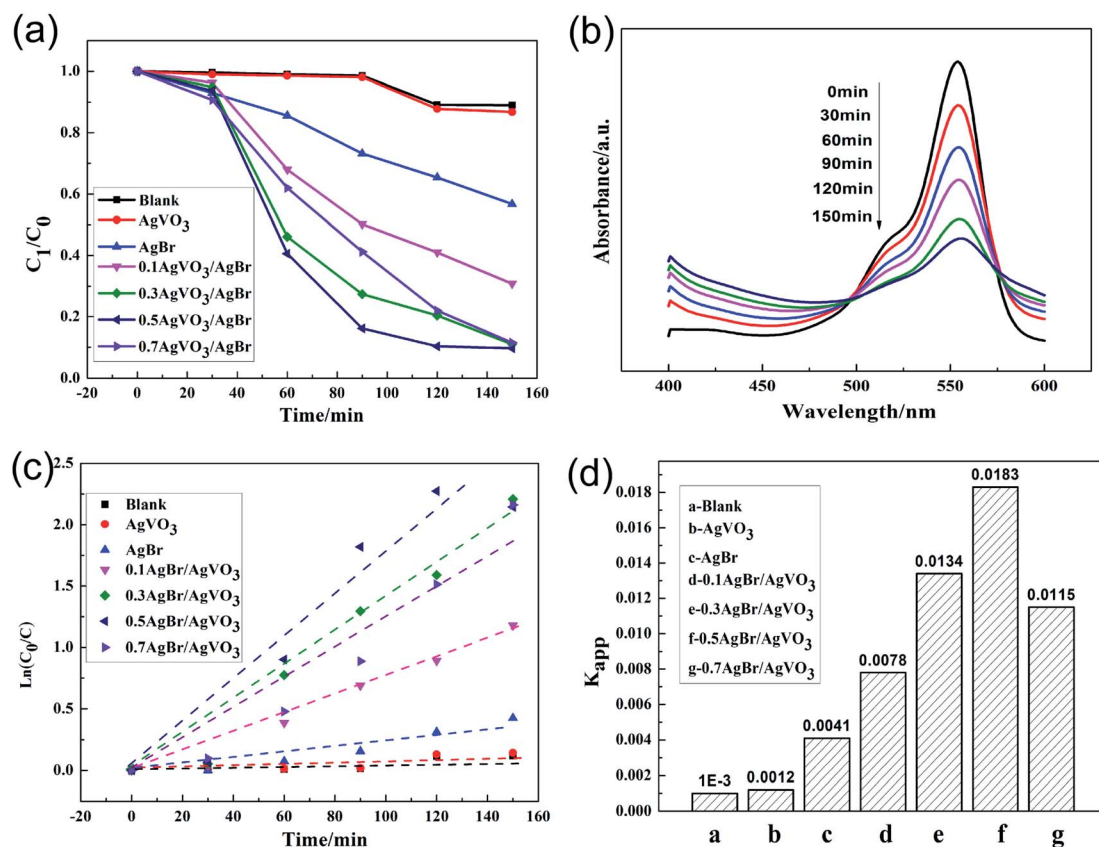 (a)
1.0
0.8
0.6
0.4
0.2
0.0
C1/C0
Blank
AgVO3
AgBr
0.1AgVO3/AgBr
0.3AgVO3/AgBr
0.5AgVO3/AgBr
0.7AgVO3/AgBr
-20 0 20 40 60 80 100 120 140 160
Time/min
(b)
Absorbance/a.u.
0min
30min
60min
90min
120min
150min
400 450 500 550 600
Wavelength/nm
(c)
2.5
2.0
1.5
1.0
0.5
0.0
Ln(C0/C)
Blank
AgVO3
AgBr
0.1AgBr/AgVO3
0.3AgBr/AgVO3
0.5AgBr/AgVO3
0.7AgBr/AgVO3
-20 0 20 40 60 80 100 120 140 160
Time/min
(d)
0.018
0.016
0.014
0.012
0.010
0.008
0.006
0.004
0.002
0.000
Kapp
a-Blank
b-AgVO3
c-AgBr
d-0.1AgBr/AgVO3
e-0.3AgBr/AgVO3
f-0.5AgBr/AgVO3
g-0.7AgBr/AgVO3
1E-3
0.0012
0.0041
0.0078
0.0134
0.0183
0.0115
a b c d e f g